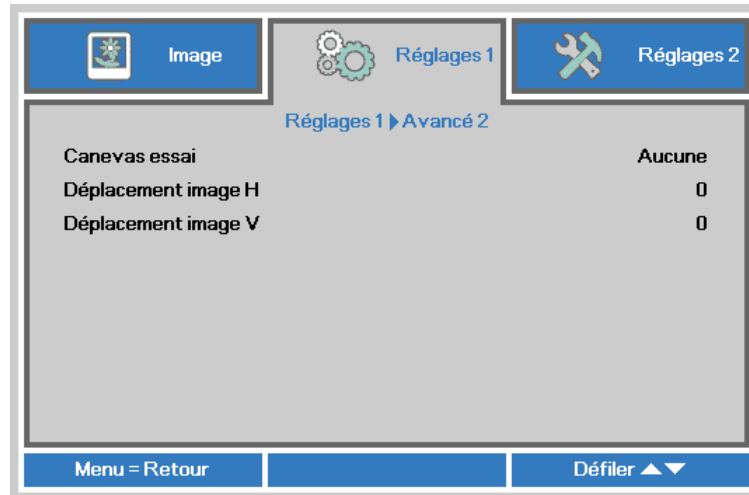 Image
Réglages 1
Réglages 2
Réglages 1 Avancé 2
Canevas essai Aucune
Déplacement image H 0
Déplacement image V 0
Menu = Retour
Défiler